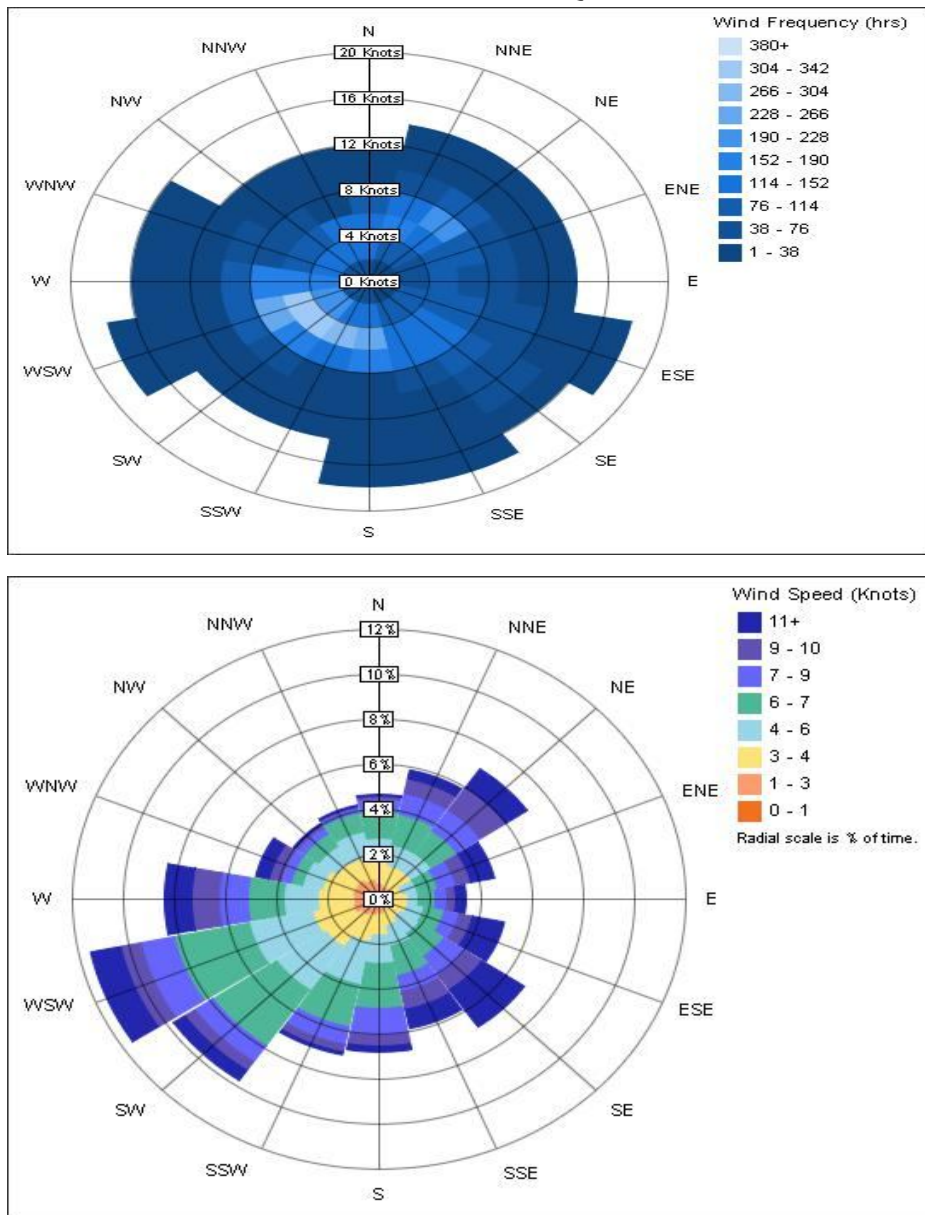 Wind Frequency (hrs)
380+
304 - 342
266 - 304
228 - 266
190 - 228
152 - 190
114 - 152
76 - 114
38 - 76
1 - 38
N
NNE
NE
ENE
E
ESE
SE
SSE
S
SSW
SW
WSW
W
WNW
NW
NNW
20 Knots
16 Knots
12 Knots
8 Knots
4 Knots
0 Knots
Wind Speed (Knots)
11+
9 - 10
7 - 9
6 - 7
4 - 6
3 - 4
1 - 3
0 - 1
Radial scale is % of time.
N
NNE
NE
ENE
E
ESE
SE
SSE
S
SSW
SW
WSW
W
WNW
NW
NNW
12%
10%
8%
6%
4%
2%
0%